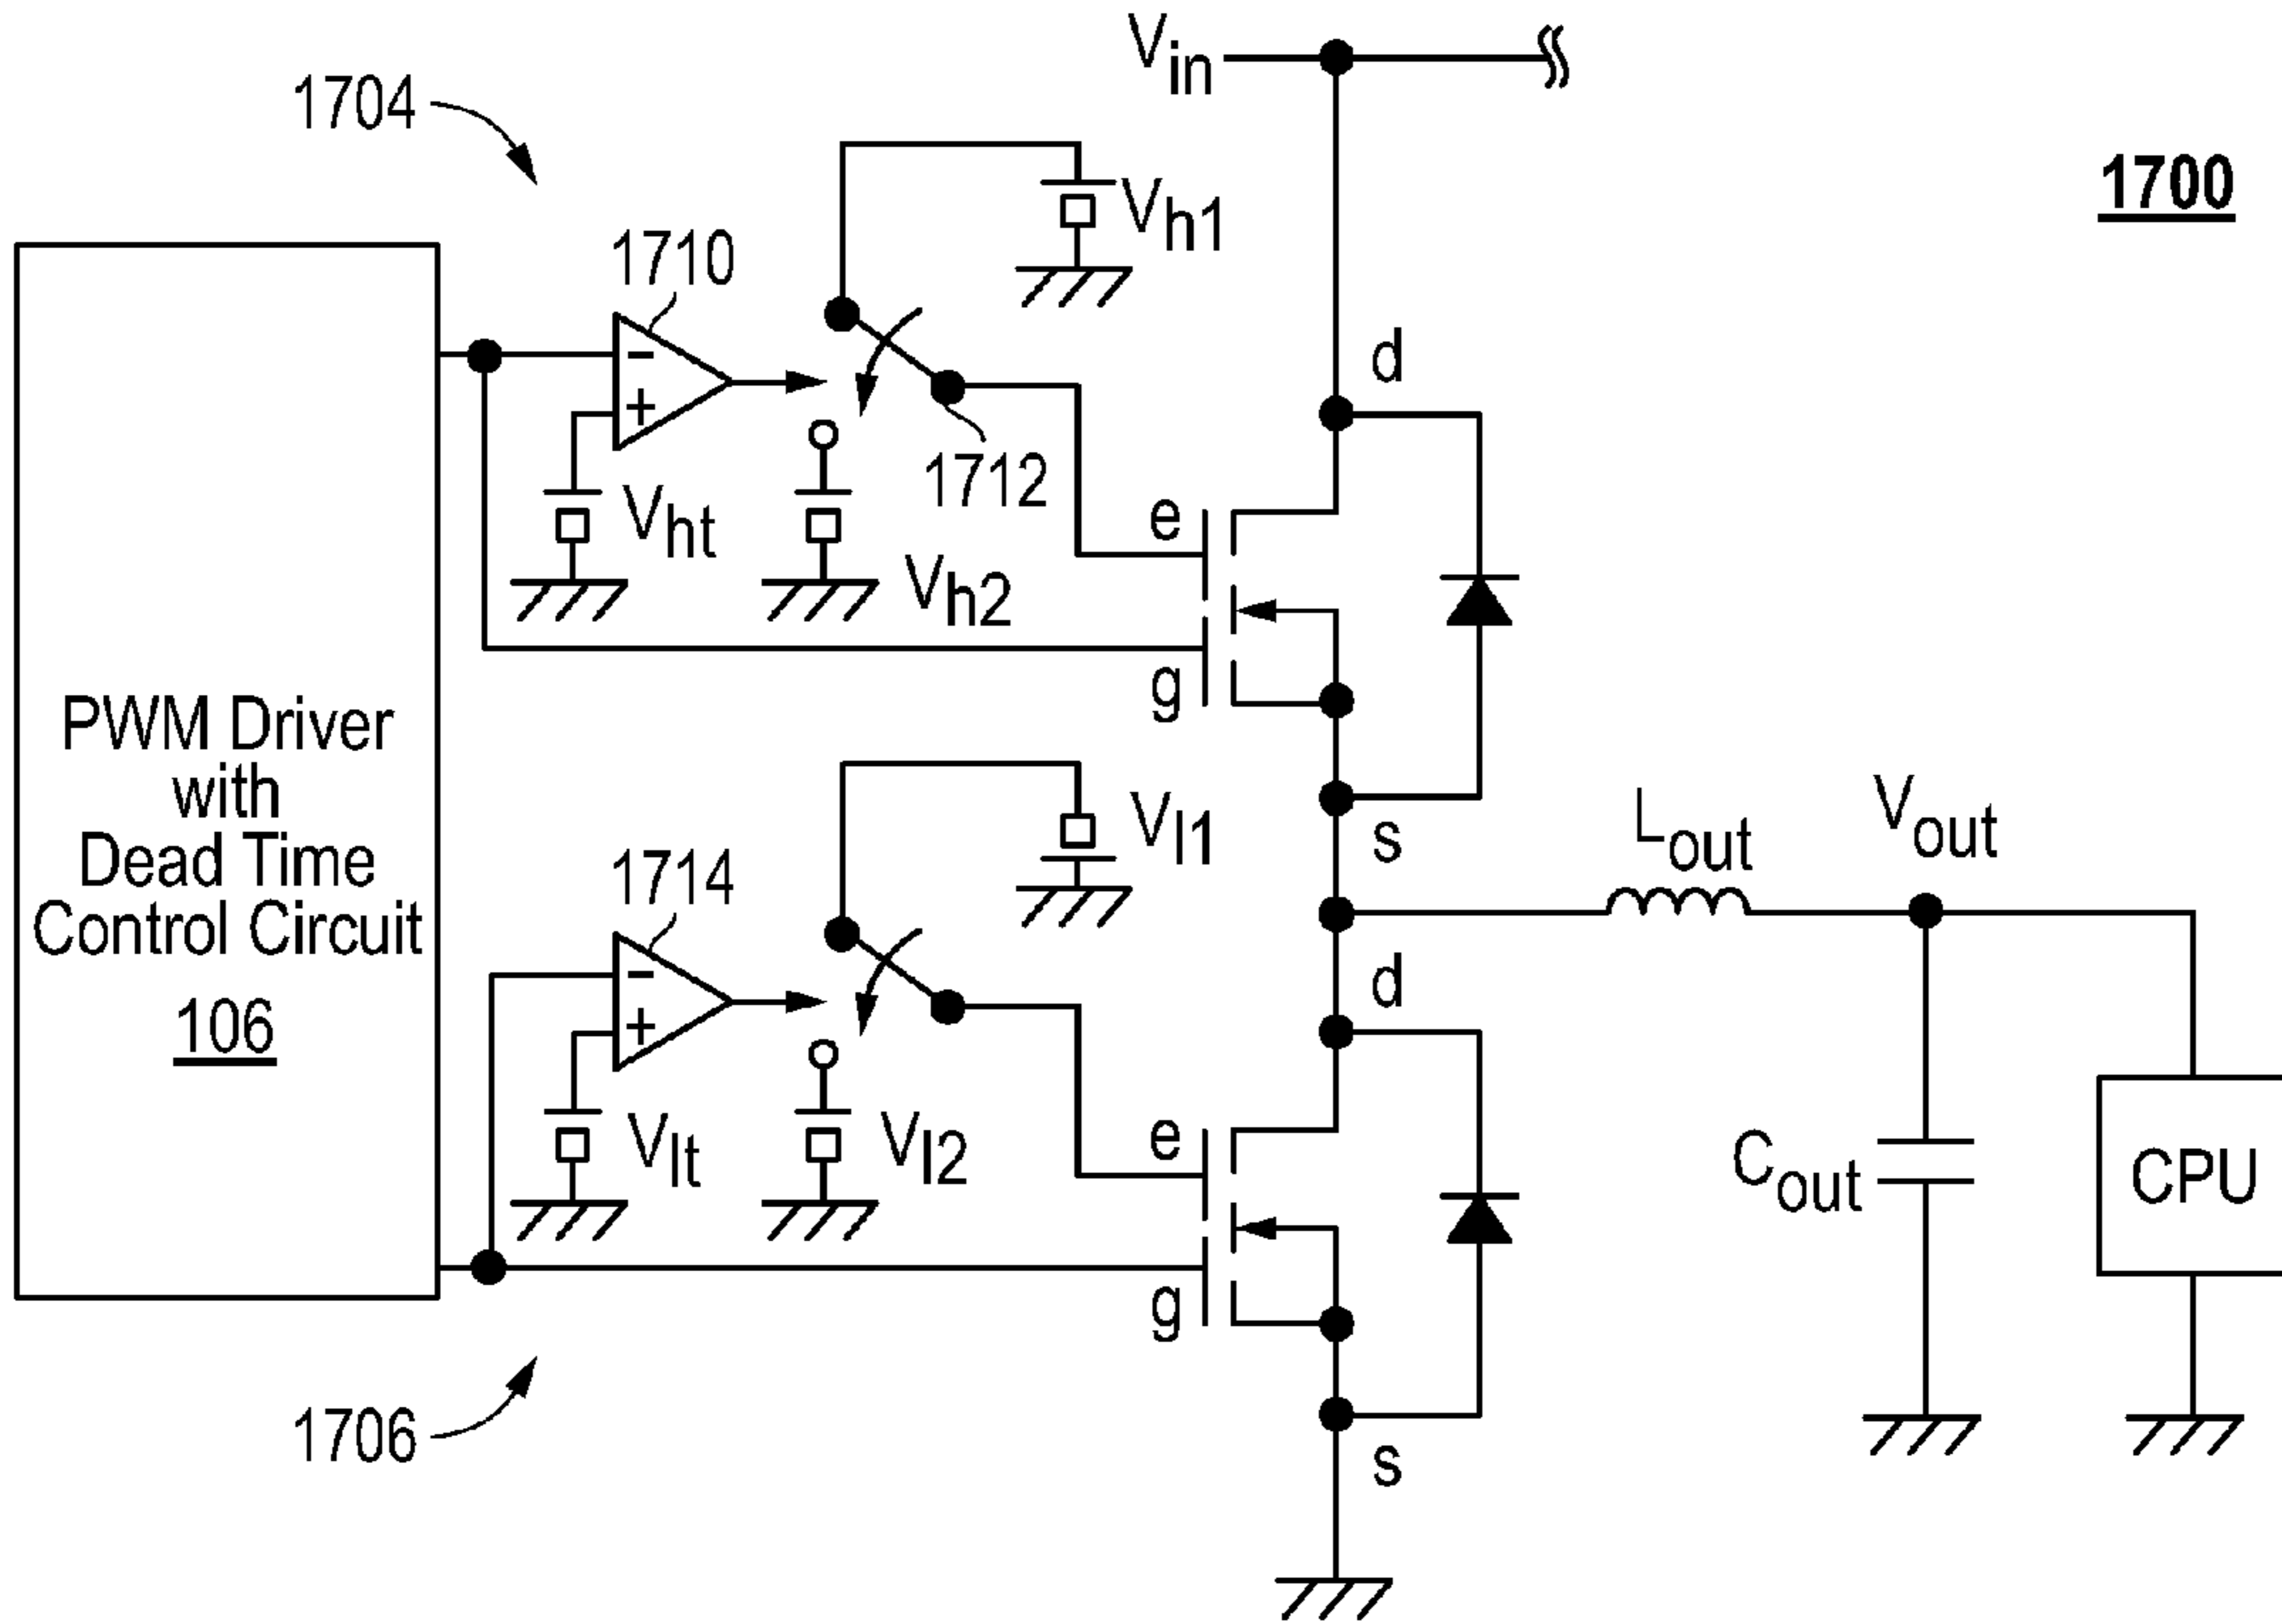 Vin
1704
1700
Vh1
1710
d
1712
e
Vht
Vh2
g
PWM Driver
with
Dead Time
Control Circuit
106
Vl1
s
Lout
Vout
1714
d
e
Vlt
Vl2
Cout
CPU
g
1706
s
- +
- +